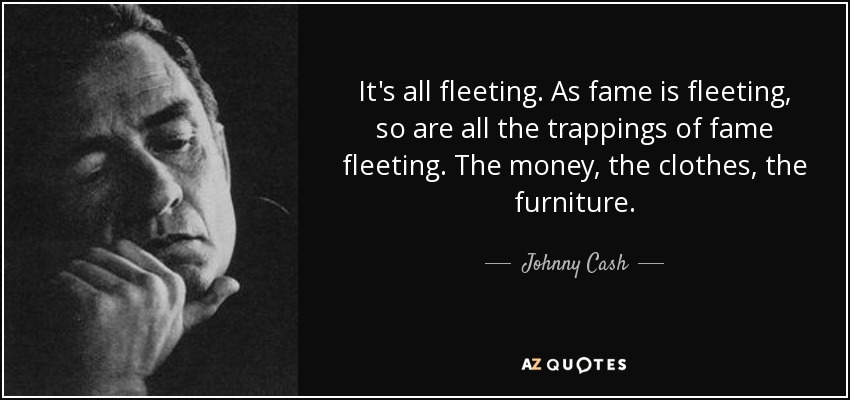 It's all fleeting. As fame is fleeting,
so are all the trappings of fame
fleeting. The money, the clothes, the
furniture.
Johnny Cash
AZ QUOTES